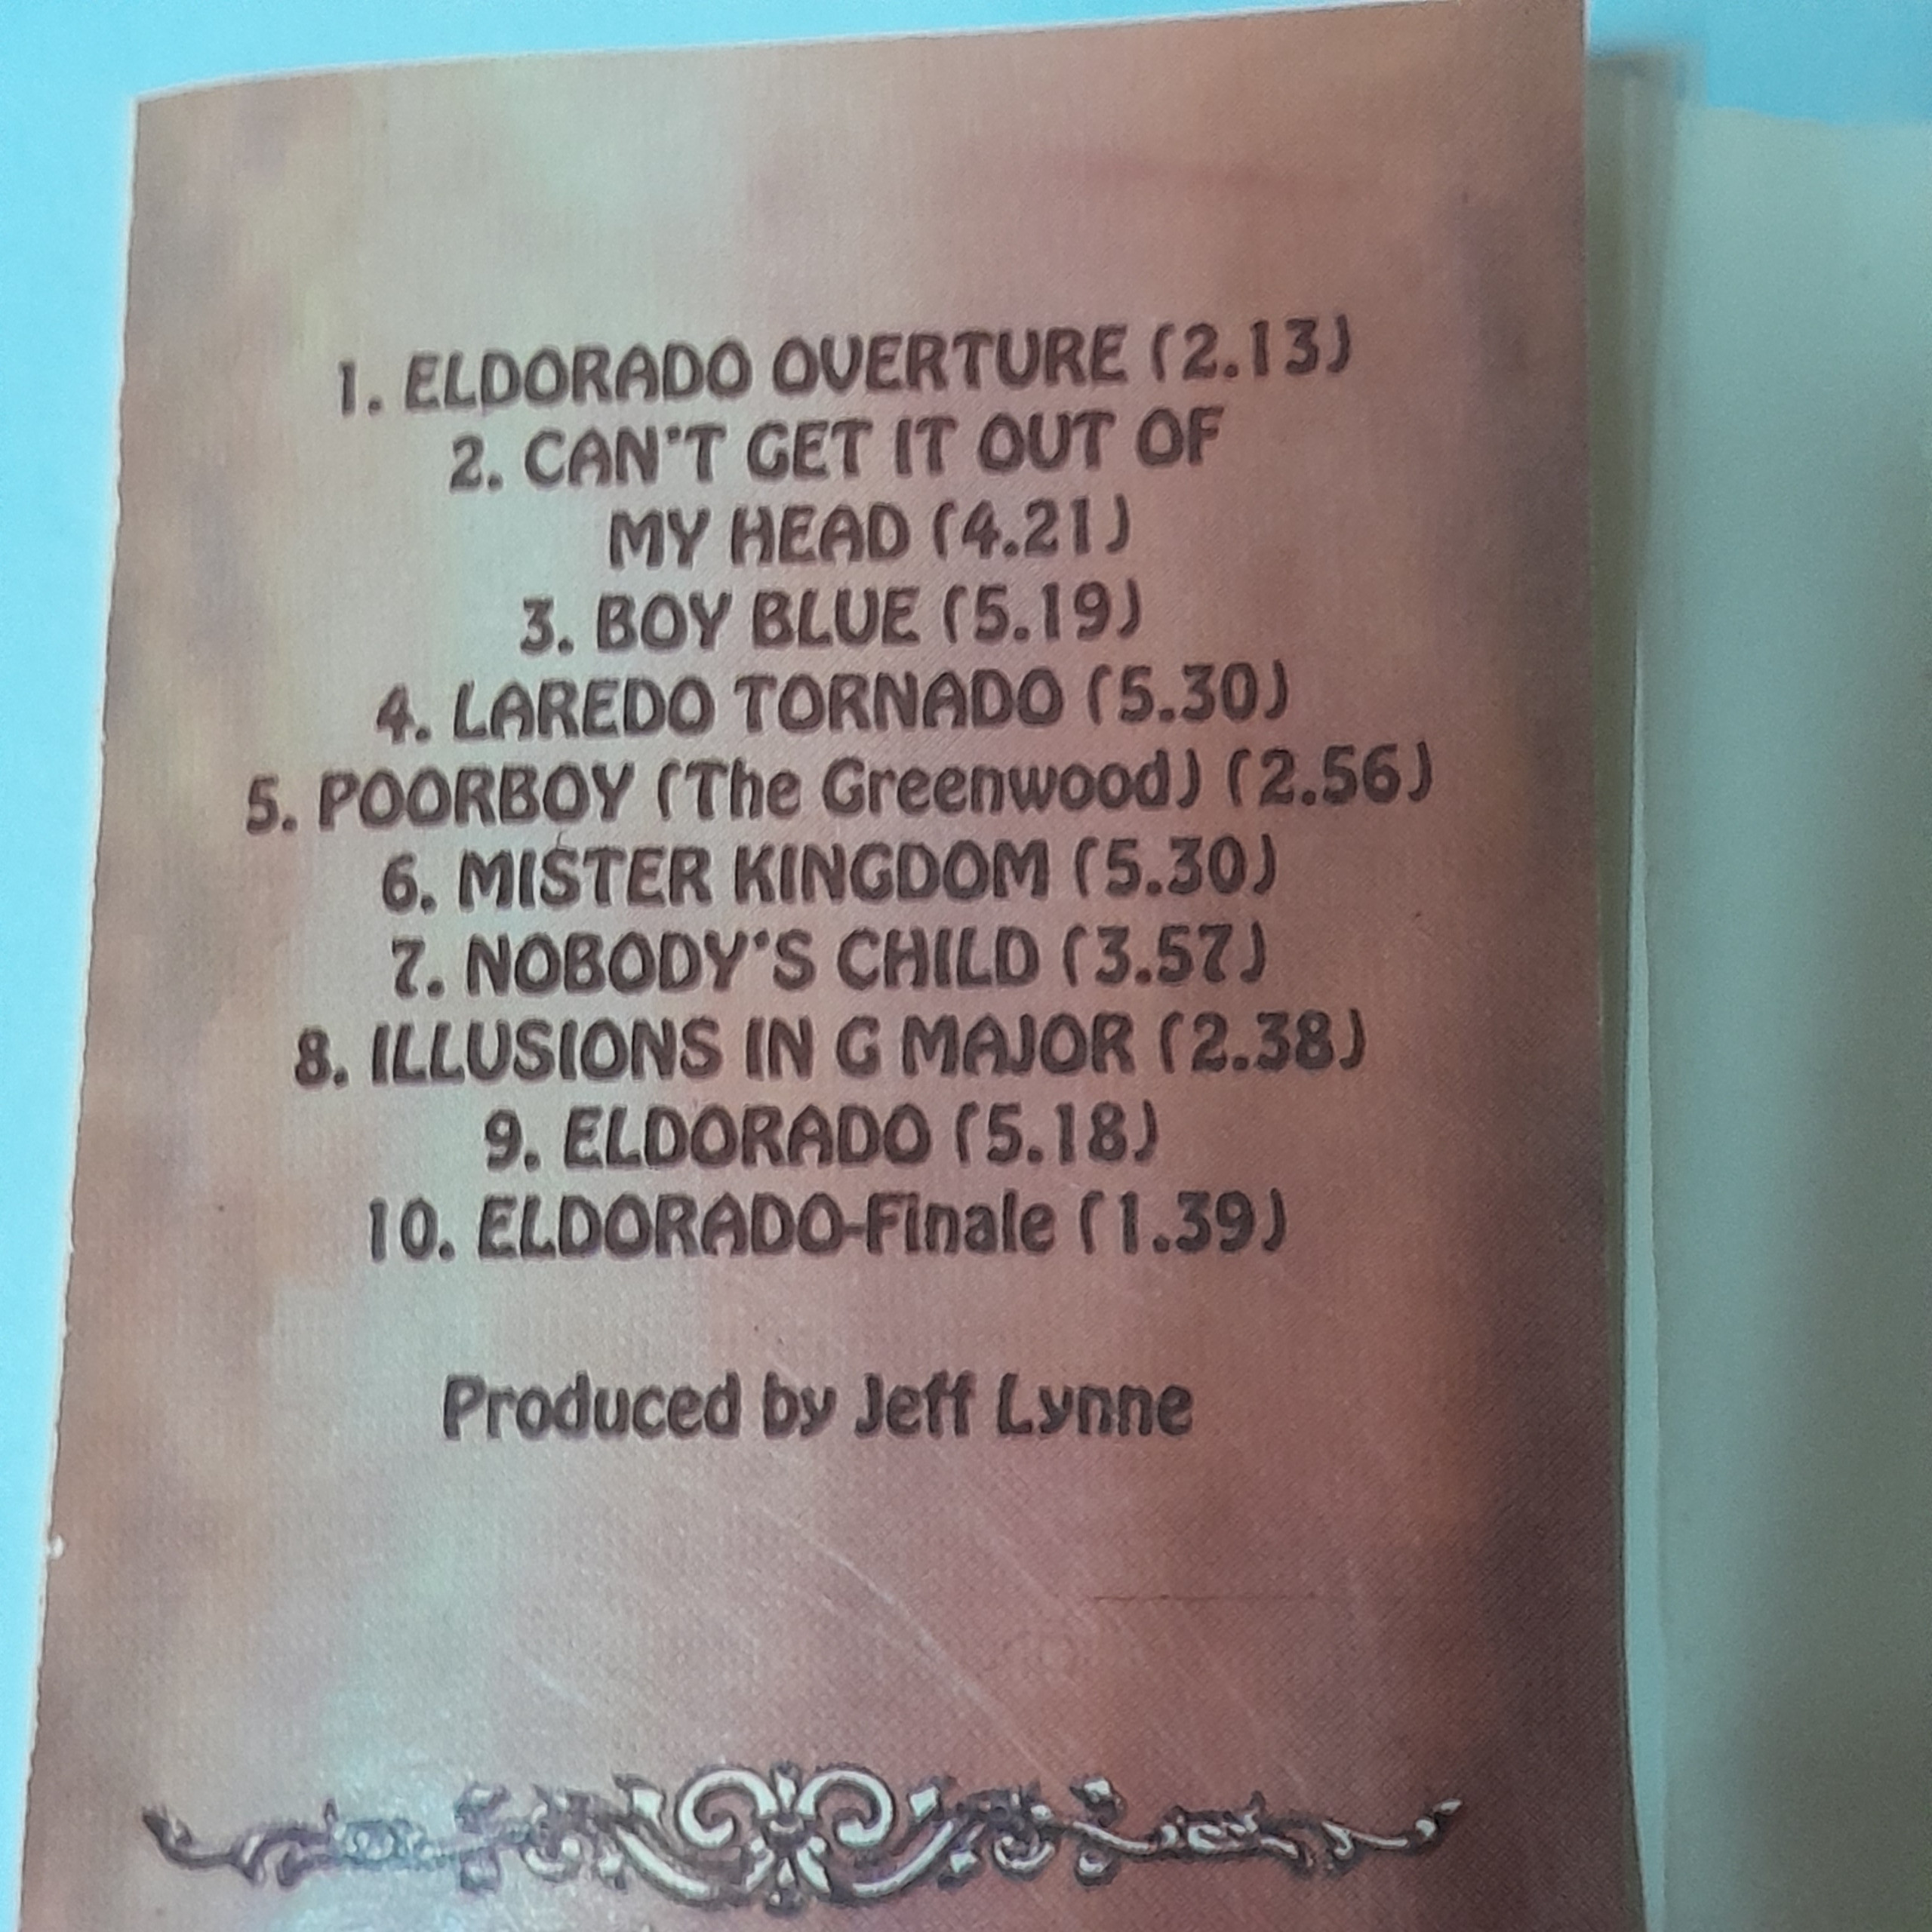 1. ELDORADO OVERTURE (2.13)
2. CAN'T GET IT OUT OF
MY HEAD (4.21)
3. BOY BLUE (5.19)
4. LAREDO TORNADO (5.30)
5. POORBOY (The Greenwood) (2.56)
6. MISTER KINGDOM (5.30)
7. NOBODY'S CHILD (3.57)
8. ILLUSIONS IN G MAJOR (2.38)
9. ELDORADO (5.18)
10. ELDORADO-Finale (1.39)
Produced by Jeff Lynne